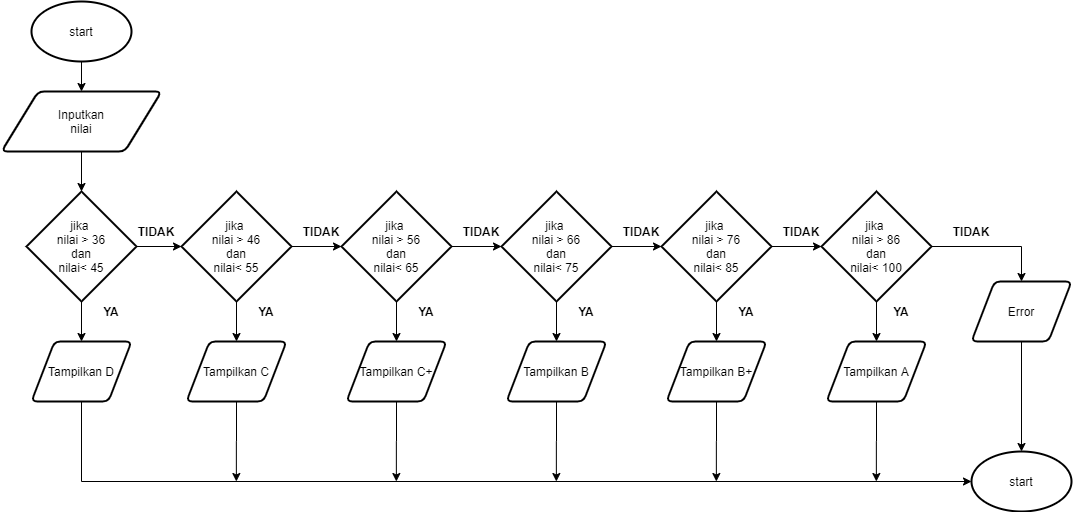 start
Inputkan
nilai
jika
nilai > 36
dan
nilai< 45
TIDAK
jika
nilai > 46
dan
nilai< 55
TIDAK
jika
nilai > 56
dan
nilai< 65
TIDAK
jika
nilai > 66
dan
nilai< 75
TIDAK
jika
nilai > 76
dan
nilai< 85
TIDAK
jika
nilai > 86
dan
nilai< 100
TIDAK
YA
YA
YA
YA
YA
YA
Error
Tampilkan D
Tampilkan C
Tampilkan C+
Tampilkan B
Tampilkan B+
Tampilkan A
start